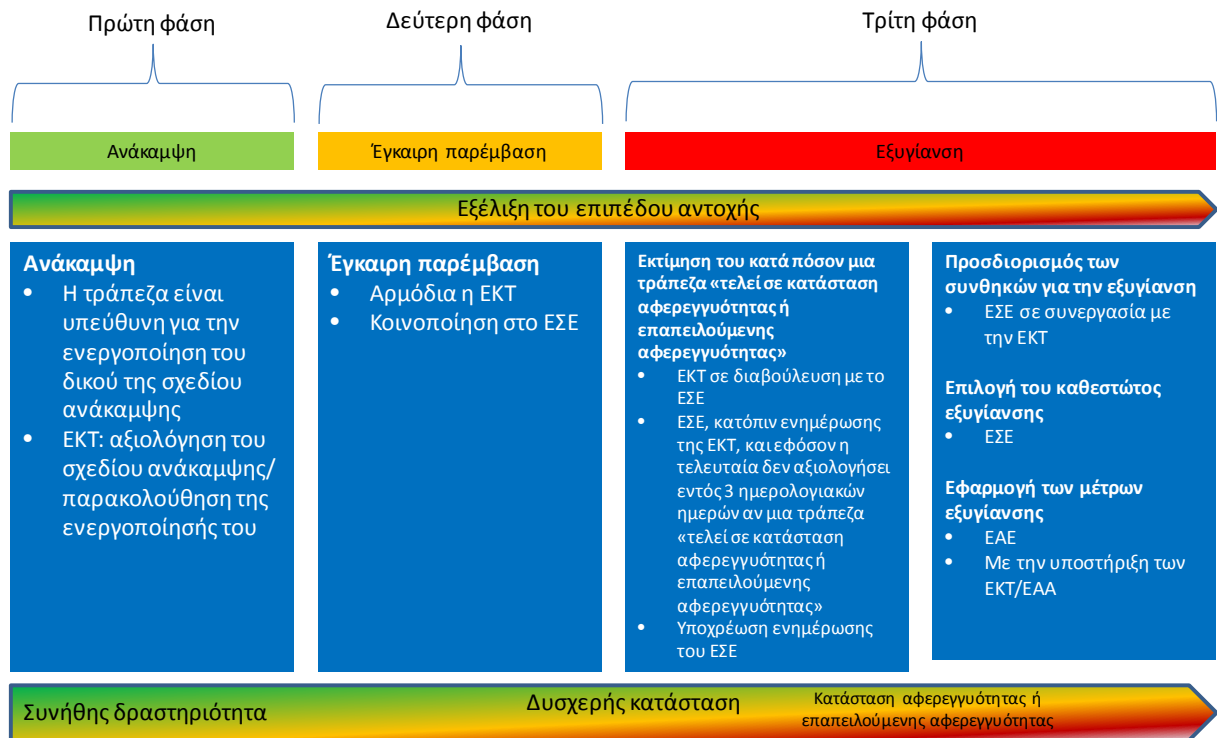 Πρώτη φάση
Δεύτερη φάση
Τρίτη φάση
Ανάκαμψη
Έγκαιρη παρέμβαση
Εξυγίανση
Εξέλιξη του επιπέδου αντοχής
Ανάκαμψη
• Η τράπεζα είναι
υπεύθυνη για την
ενεργοποίηση του
δικού της σχεδίου
ανάκαμψης
• ΕΚΤ: αξιολόγηση του
σχεδίου ανάκαμψης/
παρακολούθηση της
ενεργοποίησής του
Έγκαιρη παρέμβαση
• Αρμόδια η ΕΚΤ
• Κοινοποίηση στο ΕΣΕ
Εκτίμηση του κατά πόσον μια
τράπεζα «τελεί σε κατάσταση
αφερεγγυότητας ή
επαπειλούμενης
αφερεγγυότητας»
• ΕΚΤ σε διαβούλευση με το
ΕΣΕ
• ΕΣΕ, κατόπιν ενημέρωσης
της ΕΚΤ, και εφόσον η
τελευταία δεν αξιολογήσει
εντός 3 ημερολογιακών
ημερών αν μια τράπεζα
«τελεί σε κατάσταση
αφερεγγυότητας ή
επαπειλούμενης
αφερεγγυότητας»
• Υποχρέωση ενημέρωσης
του ΕΣΕ
Προσδιορισμός των
συνθηκών για την εξυγίανση
• ΕΣΕ σε συνεργασία με
την ΕΚΤ
Επιλογή του καθεστώτος
εξυγίανσης
• ΕΣΕ
Εφαρμογή των μέτρων
εξυγίανσης
• ΕΑΕ
• Με την υποστήριξη των
ΕΚΤ/ΕΑΑ
Συνήθης δραστηριότητα
Δυσχερής κατάσταση
Κατάσταση αφερεγγυότητας ή
επαπειλούμενης αφερεγγυότητας